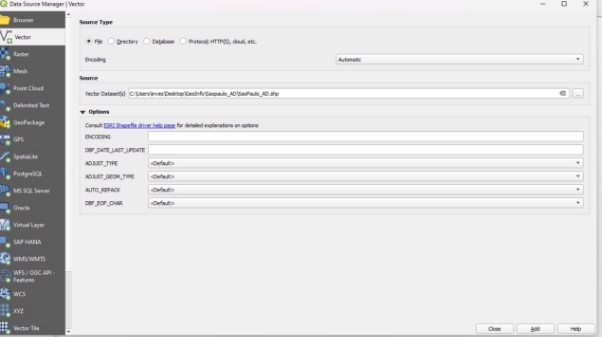 Data Source Manager | Vector
Browser
Vector
Raster
Mesh
Point Cloud
Delimited Text
GeoPackage
GPS
SpatiaLite
PostgreSQL
MS SQL Server
Oracle
Virtual Layer
SAP HANA
WMS/WMTS
WFS / OGC API -
Features
WCS
XYZ
Vector Tile
Source Type
File Directory Database Protocol: HTTP(S), cloud, etc.
Encoding Automatic
Source
Vector Dataset(s) C:/Users/inves/Desktop/GeoInfo/Saopaulo_AD/SaoPaulo_AD.shp ...
Options
Consult ESRI Shapefile driver help page for detailed explanations on options
ENCODING
DBF_DATE_LAST_UPDATE
ADJUST_TYPE <Default>
ADJUST_GEOM_TYPE <Default>
AUTO_REPACK <Default>
DBF_EOF_CHAR <Default>
Close Add Help